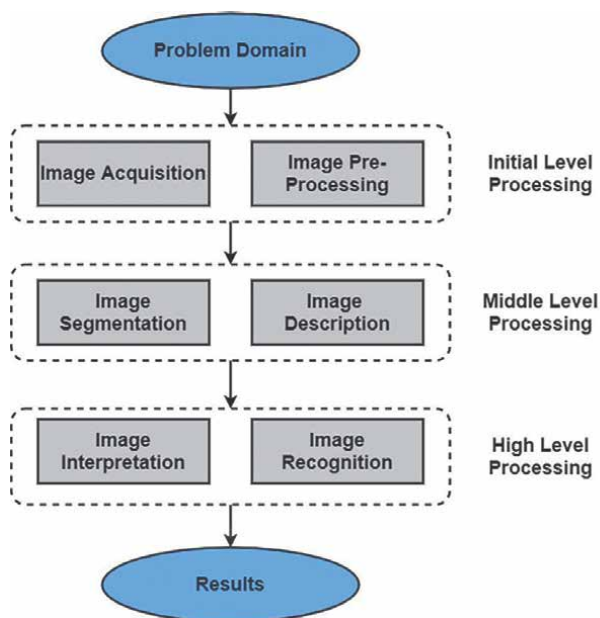 Problem Domain
Image Acquisition
Image Pre-
Processing
Initial Level
Processing
Image
Segmentation
Image
Description
Middle Level
Processing
Image
Interpretation
Image
Recognition
High Level
Processing
Results